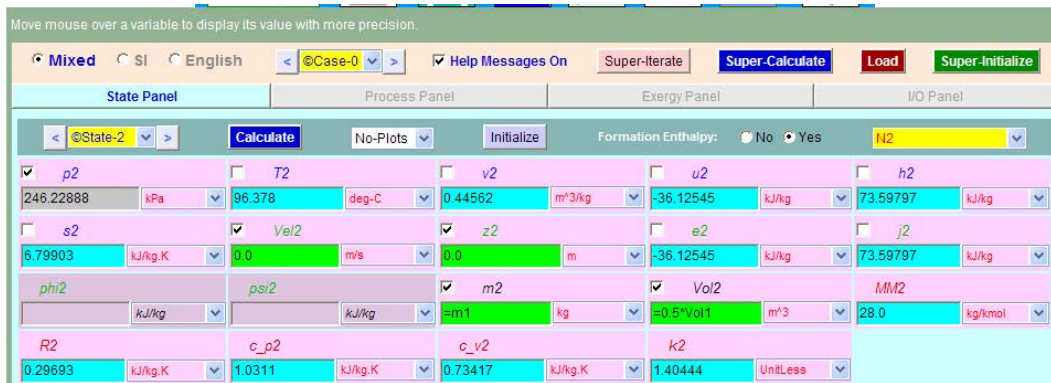 Move mouse over a variable to display its value with more precision.
Mixed SI English < ©Case-0 > Help Messages On Super-Iterate Super-Calculate Load Super-Initialize
State Panel Process Panel Exergy Panel I/O Panel
< ©State-2 > Calculate No-Plots Initialize Formation Enthalpy: No Yes N2
p2 T2 v2 u2 h2
246.22888 kPa 96.378 deg-C 0.44562 m^3/kg -36.12545 kJ/kg 73.59797 kJ/kg
s2 Vel2 z2 e2 j2
6.79903 kJ/kg.K 0.0 m/s 0.0 m -36.12545 kJ/kg 73.59797 kJ/kg
phi2 psi2 m2 Vol2 MM2
kJ/kg kJ/kg =m1 kg =0.5*Vol1 m^3 28.0 kg/kmol
R2 c_p2 c_v2 k2
0.29693 kJ/kg.K 1.0311 kJ/kg.K 0.73417 kJ/kg.K 1.40444 UnitLess